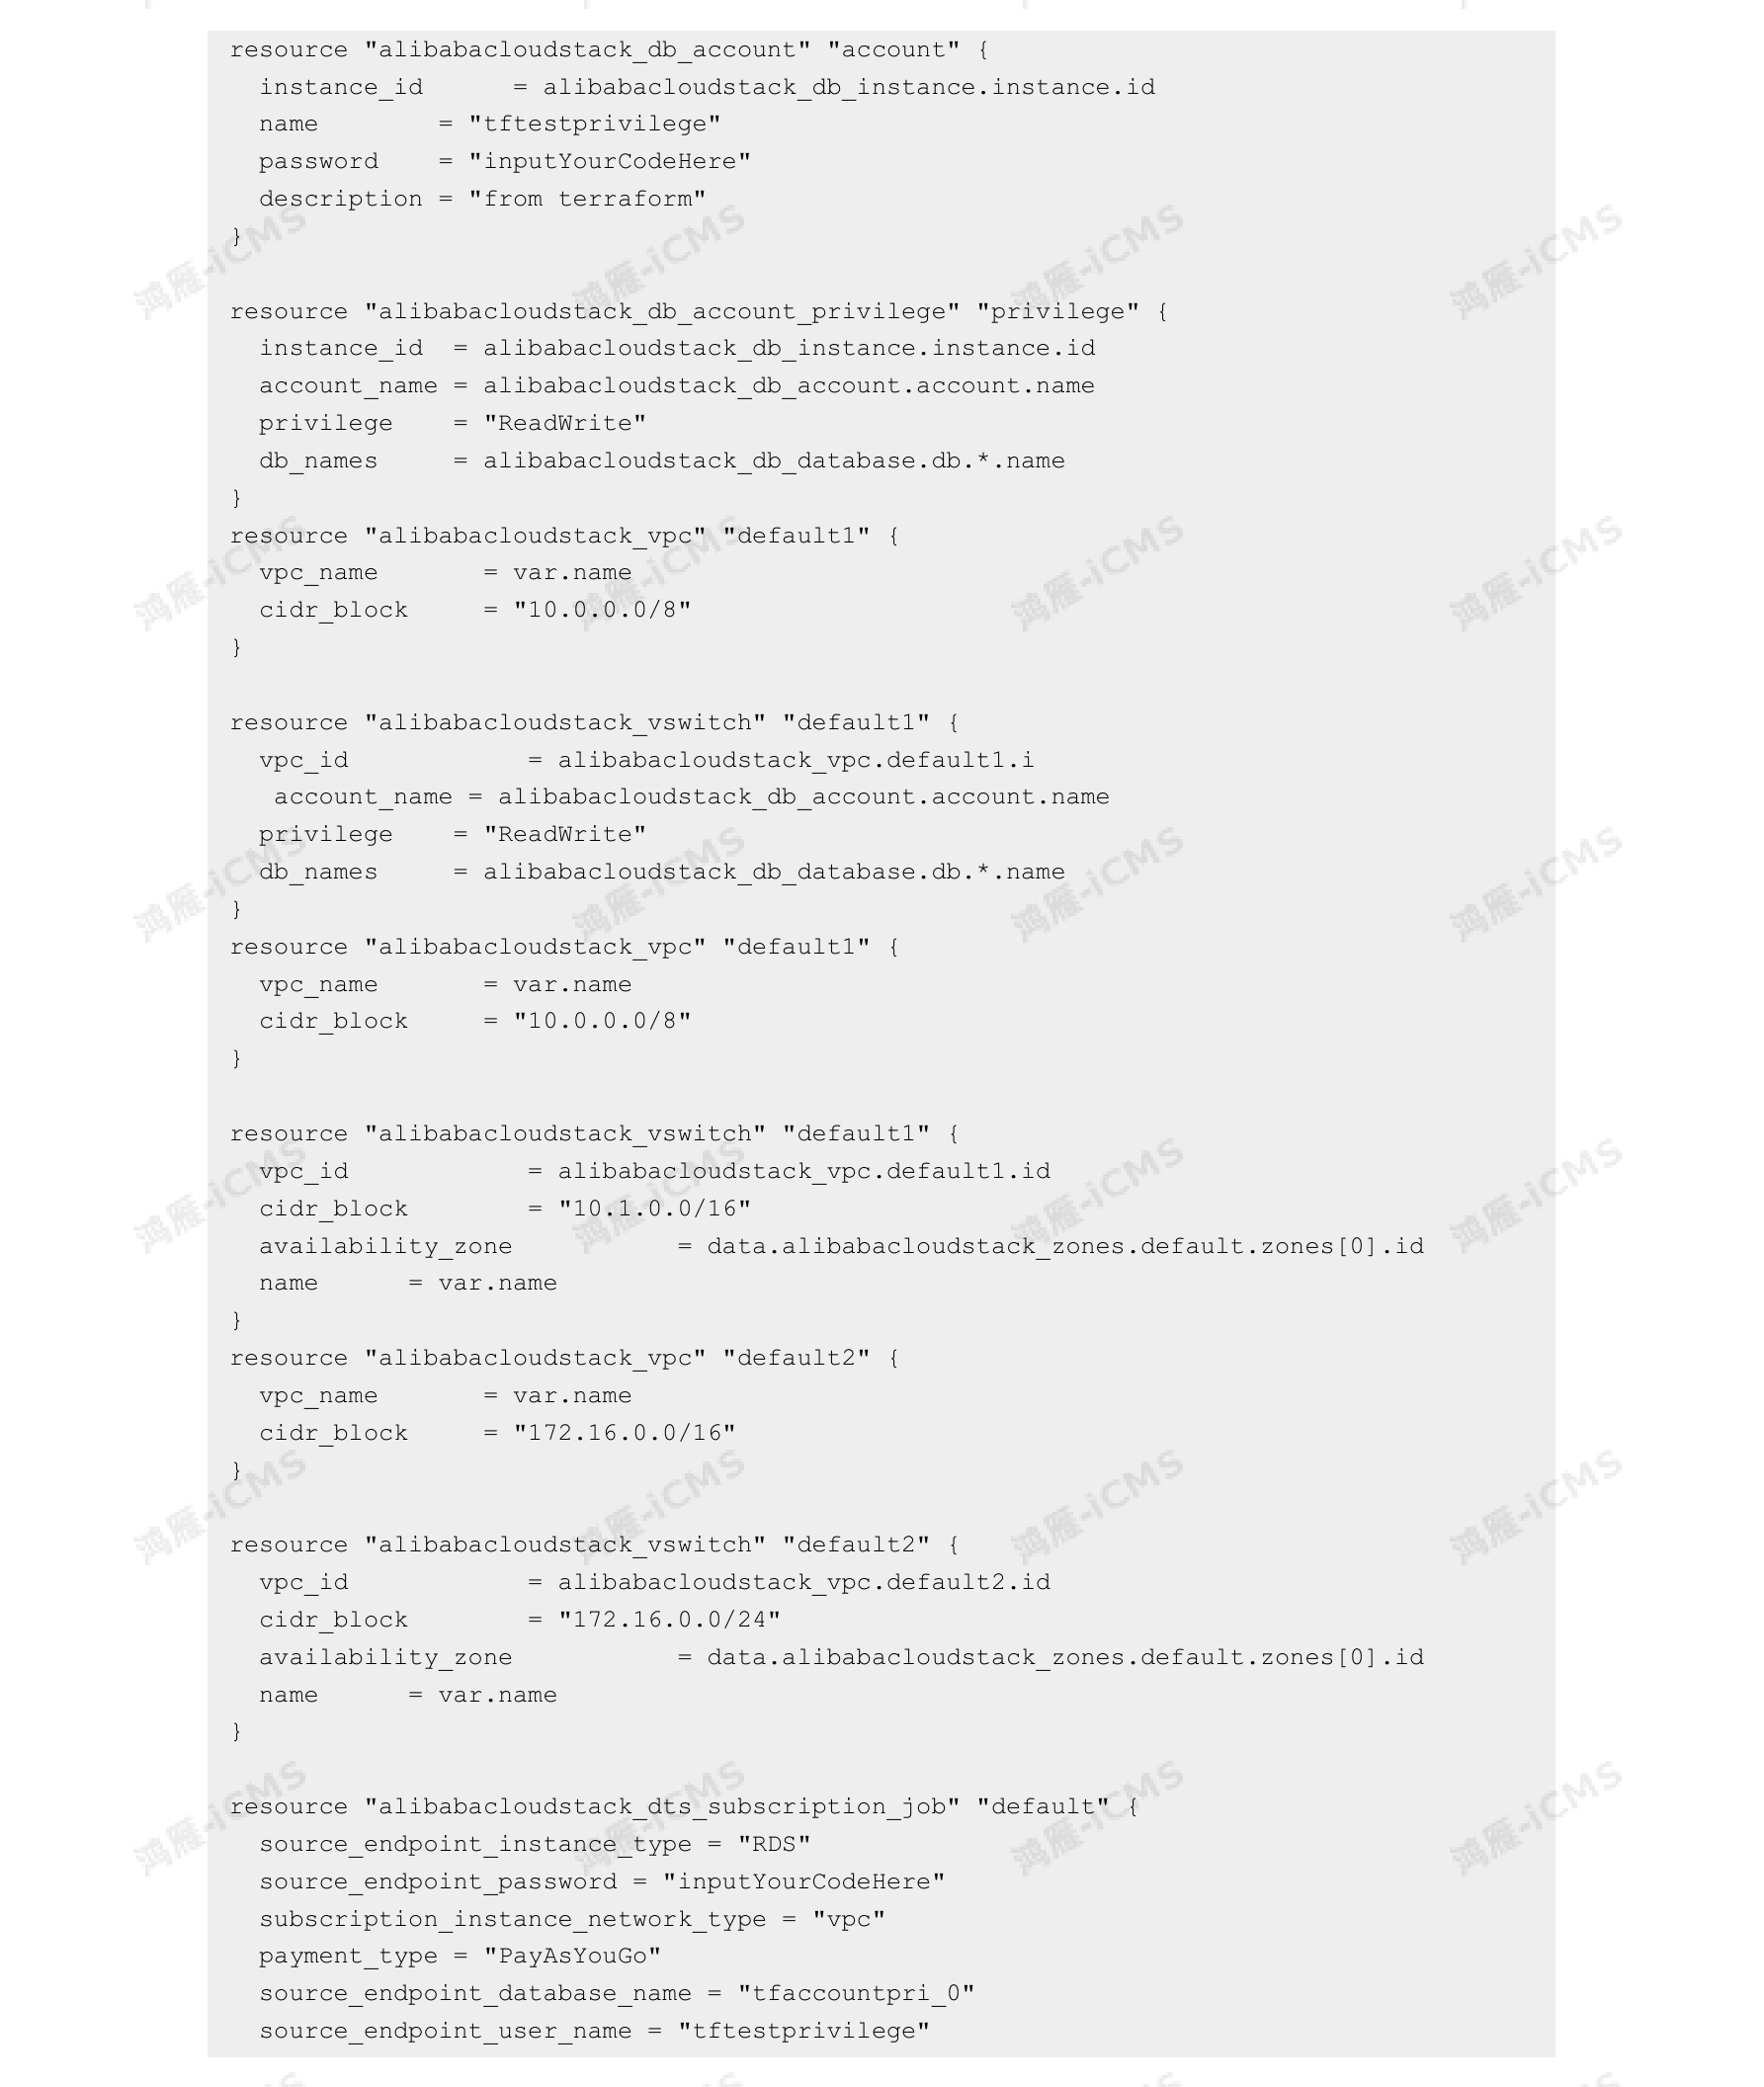 resource "alibabacloudstack_db_account" "account" {
  instance_id      = alibabacloudstack_db_instance.instance.id
  name        = "tftestprivilege"
  password    = "inputYourCodeHere"
  description = "from terraform"
}
resource "alibabacloudstack_db_account_privilege" "privilege" {
  instance_id  = alibabacloudstack_db_instance.instance.id
  account_name = alibabacloudstack_db_account.account.name
  privilege    = "ReadWrite"
  db_names     = alibabacloudstack_db_database.db.*.name
}
resource "alibabacloudstack_vpc" "default1" {
  vpc_name       = var.name
  cidr_block     = "10.0.0.0/8"
}
resource "alibabacloudstack_vswitch" "default1" {
  vpc_id            = alibabacloudstack_vpc.default1.i
   account_name = alibabacloudstack_db_account.account.name
  privilege    = "ReadWrite"
  db_names     = alibabacloudstack_db_database.db.*.name
}
resource "alibabacloudstack_vpc" "default1" {
  vpc_name       = var.name
  cidr_block     = "10.0.0.0/8"
}
resource "alibabacloudstack_vswitch" "default1" {
  vpc_id            = alibabacloudstack_vpc.default1.id
  cidr_block        = "10.1.0.0/16"
  availability_zone           = data.alibabacloudstack_zones.default.zones[0].id
  name      = var.name
}
resource "alibabacloudstack_vpc" "default2" {
  vpc_name       = var.name
  cidr_block     = "172.16.0.0/16"
}
resource "alibabacloudstack_vswitch" "default2" {
  vpc_id            = alibabacloudstack_vpc.default2.id
  cidr_block        = "172.16.0.0/24"
  availability_zone           = data.alibabacloudstack_zones.default.zones[0].id
  name      = var.name
}
resource "alibabacloudstack_dts_subscription_job" "default" {
  source_endpoint_instance_type = "RDS"
  source_endpoint_password = "inputYourCodeHere"
  subscription_instance_network_type = "vpc"
  payment_type = "PayAsYouGo"
  source_endpoint_database_name = "tfaccountpri_0"
  source_endpoint_user_name = "tftestprivilege"
鸿雁-iCMS